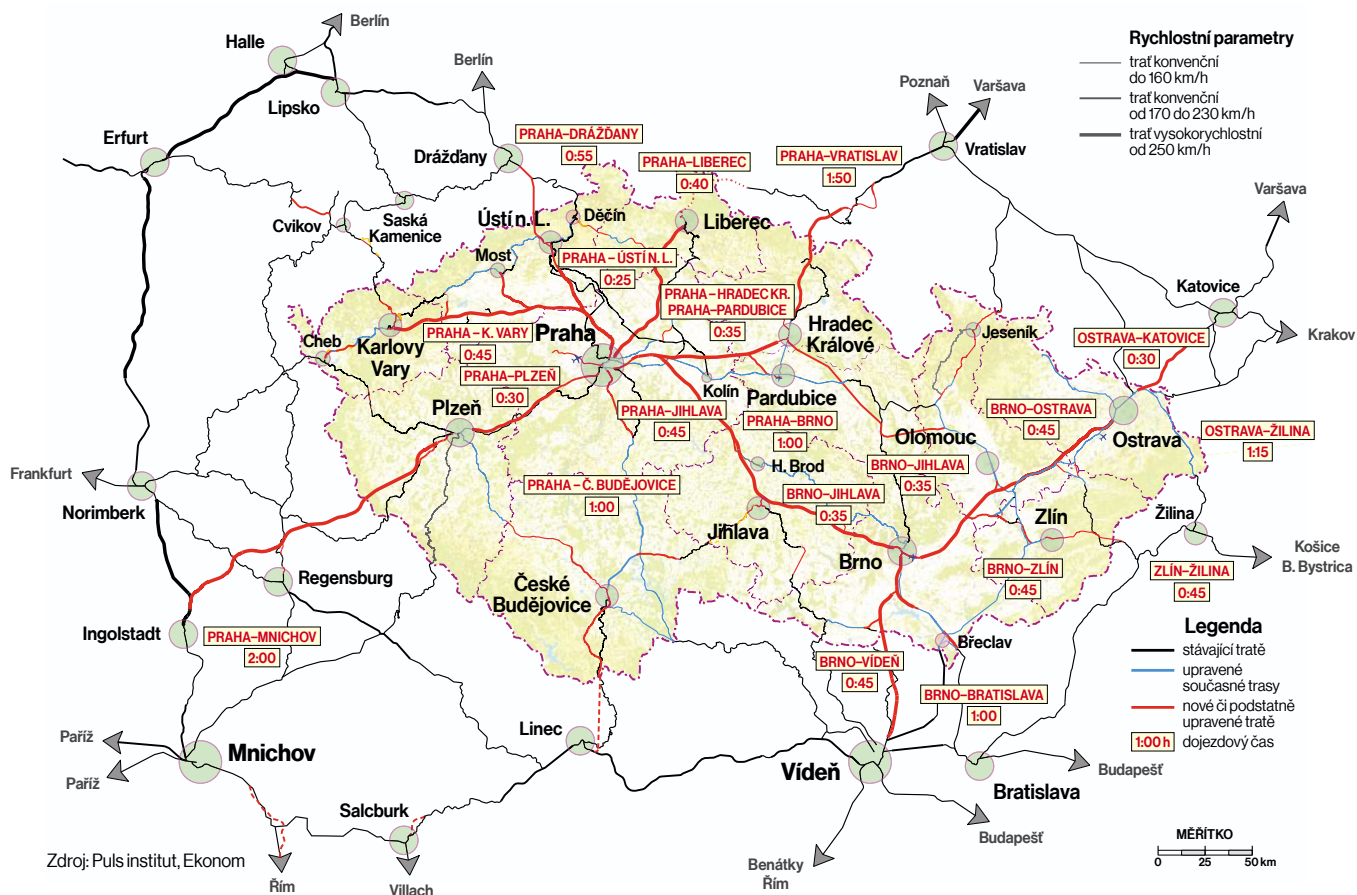 Berlín
Halle
Berlín
Lipsko
Erfurt
Drážďany
PRAHA–DRÁŽĎANY
0:55
PRAHA–LIBEREC
0:40
PRAHA–VRATISLAV
1:50
Poznaň
Varšava
Vratislav
Rychlostní parametry
trať konvenční
do 160 km/h
trať konvenční
od 170 do 230 km/h
trať vysokorychlostní
od 250 km/h
Varšava
Cvikov
Saská
Kamenice
Ústí n. L.
Děčín
Liberec
Most
PRAHA – ÚSTÍ N. L.
0:25
PRAHA – HRADEC KR.
PRAHA–PARDUBICE
0:35
Katovice
Krakov
Cheb
Karlovy
Vary
PRAHA – K. VARY
0:45
Praha
Hradec
Králové
Jeseník
OSTRAVA–KATOVICE
0:30
PRAHA–PLZEŇ
0:30
Kolín
Pardubice
Plzeň
PRAHA–JIHLAVA
0:45
PRAHA–BRNO
1:00
BRNO–OSTRAVA
0:45
Olomouc
Ostrava
OSTRAVA–ŽILINA
1:15
Frankfurt
Norimberk
PRAHA – Č. BUDĚJOVICE
1:00
H. Brod
BRNO–JIHLAVA
0:35
BRNO–JIHLAVA
0:35
Jihlava
Brno
Zlín
Žilina
Košice
B. Bystrica
Regensburg
České
Budějovice
BRNO–ZLÍN
0:45
ZLÍN–ŽILINA
0:45
Ingolstadt
PRAHA–MNICHOV
2:00
Břeclav
BRNO–VÍDEŇ
0:45
BRNO–BRATISLAVA
1:00
Legenda
stávající tratě
upravené
současné trasy
nové či podstatně
upravené tratě
1:00 h
dojezdový čas
Paříž
Paříž
Mnichov
Linec
Vídeň
Bratislava
Budapešť
Salcburk
Budapešť
Zdroj: Puls institut, Ekonom
Řím
Villach
Benátky
Řím
MĚŘÍTKO
0 25 50 km